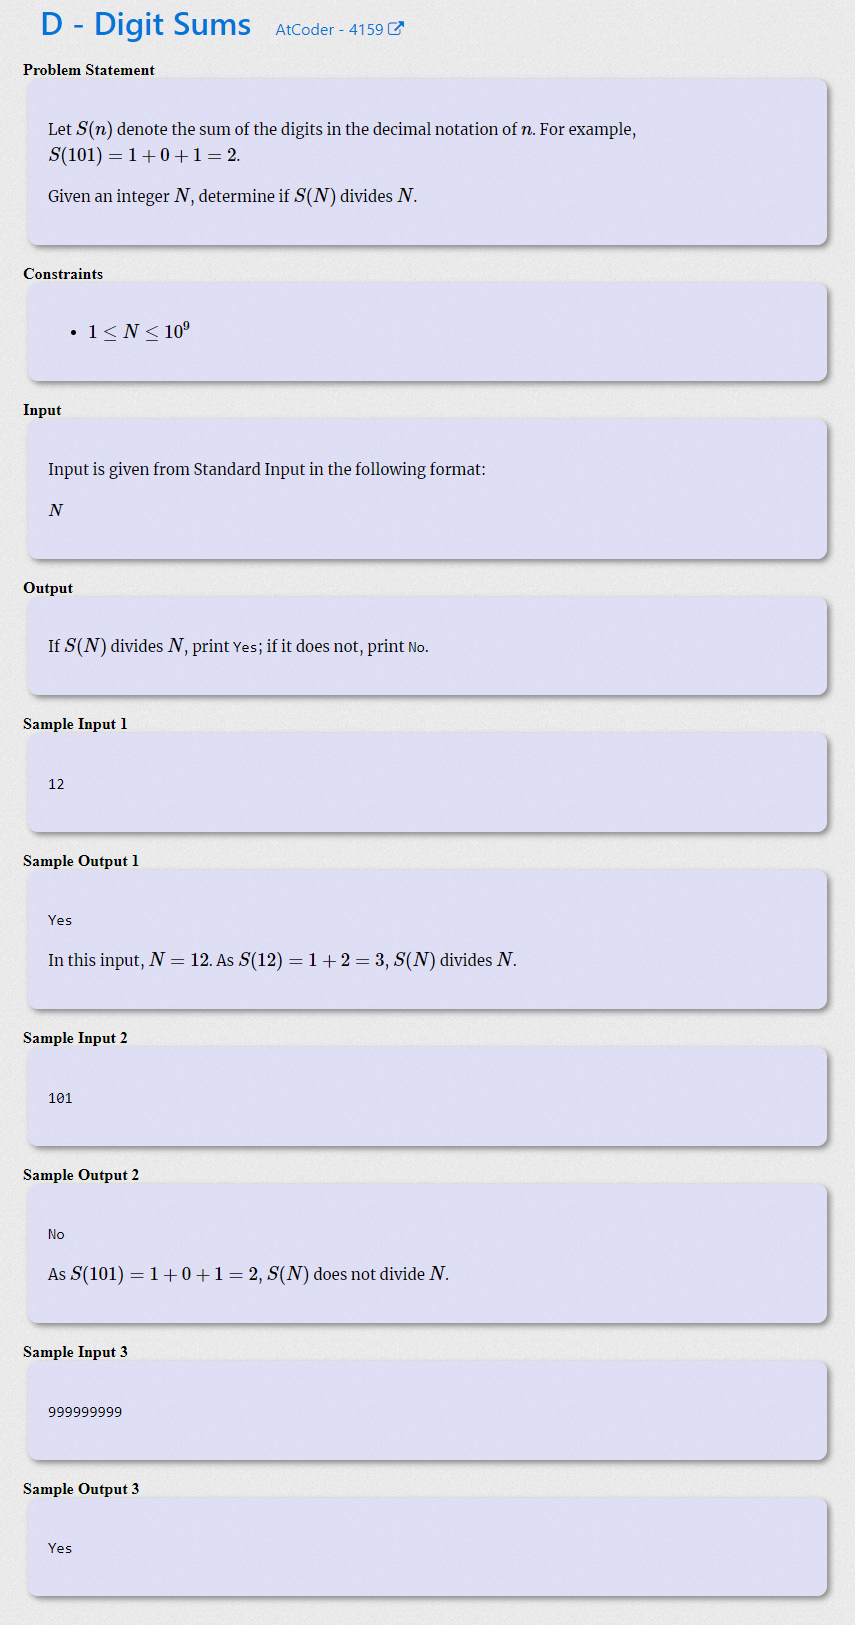 D - Digit Sums AtCoder - 4159
Problem Statement
Let S(n) denote the sum of the digits in the decimal notation of n. For example,
S(101) = 1 + 0 + 1 = 2.
Given an integer N, determine if S(N) divides N.
Constraints
• 1 ≤ N ≤ 10⁹
Input
Input is given from Standard Input in the following format:
N
Output
If S(N) divides N, print Yes; if it does not, print No.
Sample Input 1
12
Sample Output 1
Yes
In this input, N = 12. As S(12) = 1 + 2 = 3, S(N) divides N.
Sample Input 2
101
Sample Output 2
No
As S(101) = 1 + 0 + 1 = 2, S(N) does not divide N.
Sample Input 3
999999999
Sample Output 3
Yes